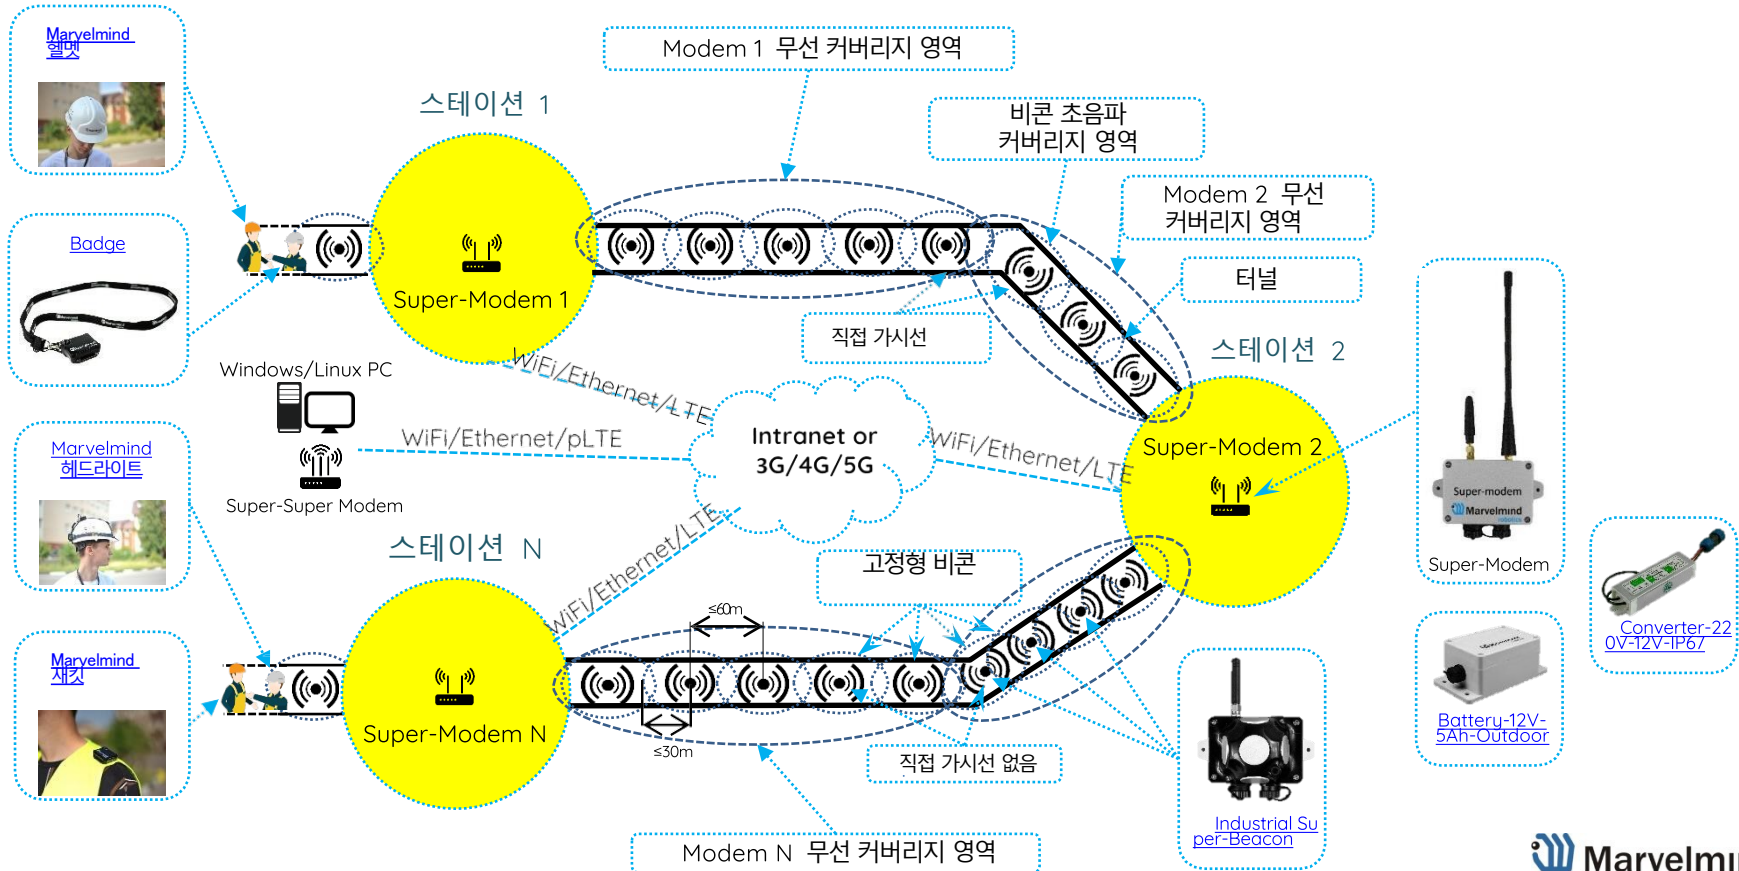 Marvelmind
헬멧
Modem 1 무선 커버리지 영역
스테이션 1
비콘 초음파
커버리지 영역
Modem 2 무선
커버리지 영역
Badge
Super-Modem 1
터널
직접 가시선
스테이션 2
Windows/Linux PC
WiFi/Ethernet/LTE
WiFi/Ethernet/pLTE
Intranet or
3G/4G/5G
WiFi/Ethernet/LTE
Super-Modem 2
Marvelmind
헤드라이트
Super-Super Modem
Super-modem
Marvelmind
robotics
Super-Modem
스테이션 N
WiFi/Ethernet/LTE
고정형 비콘
≤60m
Converter-22
0V-12V-IP67
Marvelmind
재킷
Super-Modem N
≤30m
직접 가시선 없음
Battery-12V-
5Ah-Outdoor
Industrial Su
per-Beacon
Modem N 무선 커버리지 영역
Marvelmi